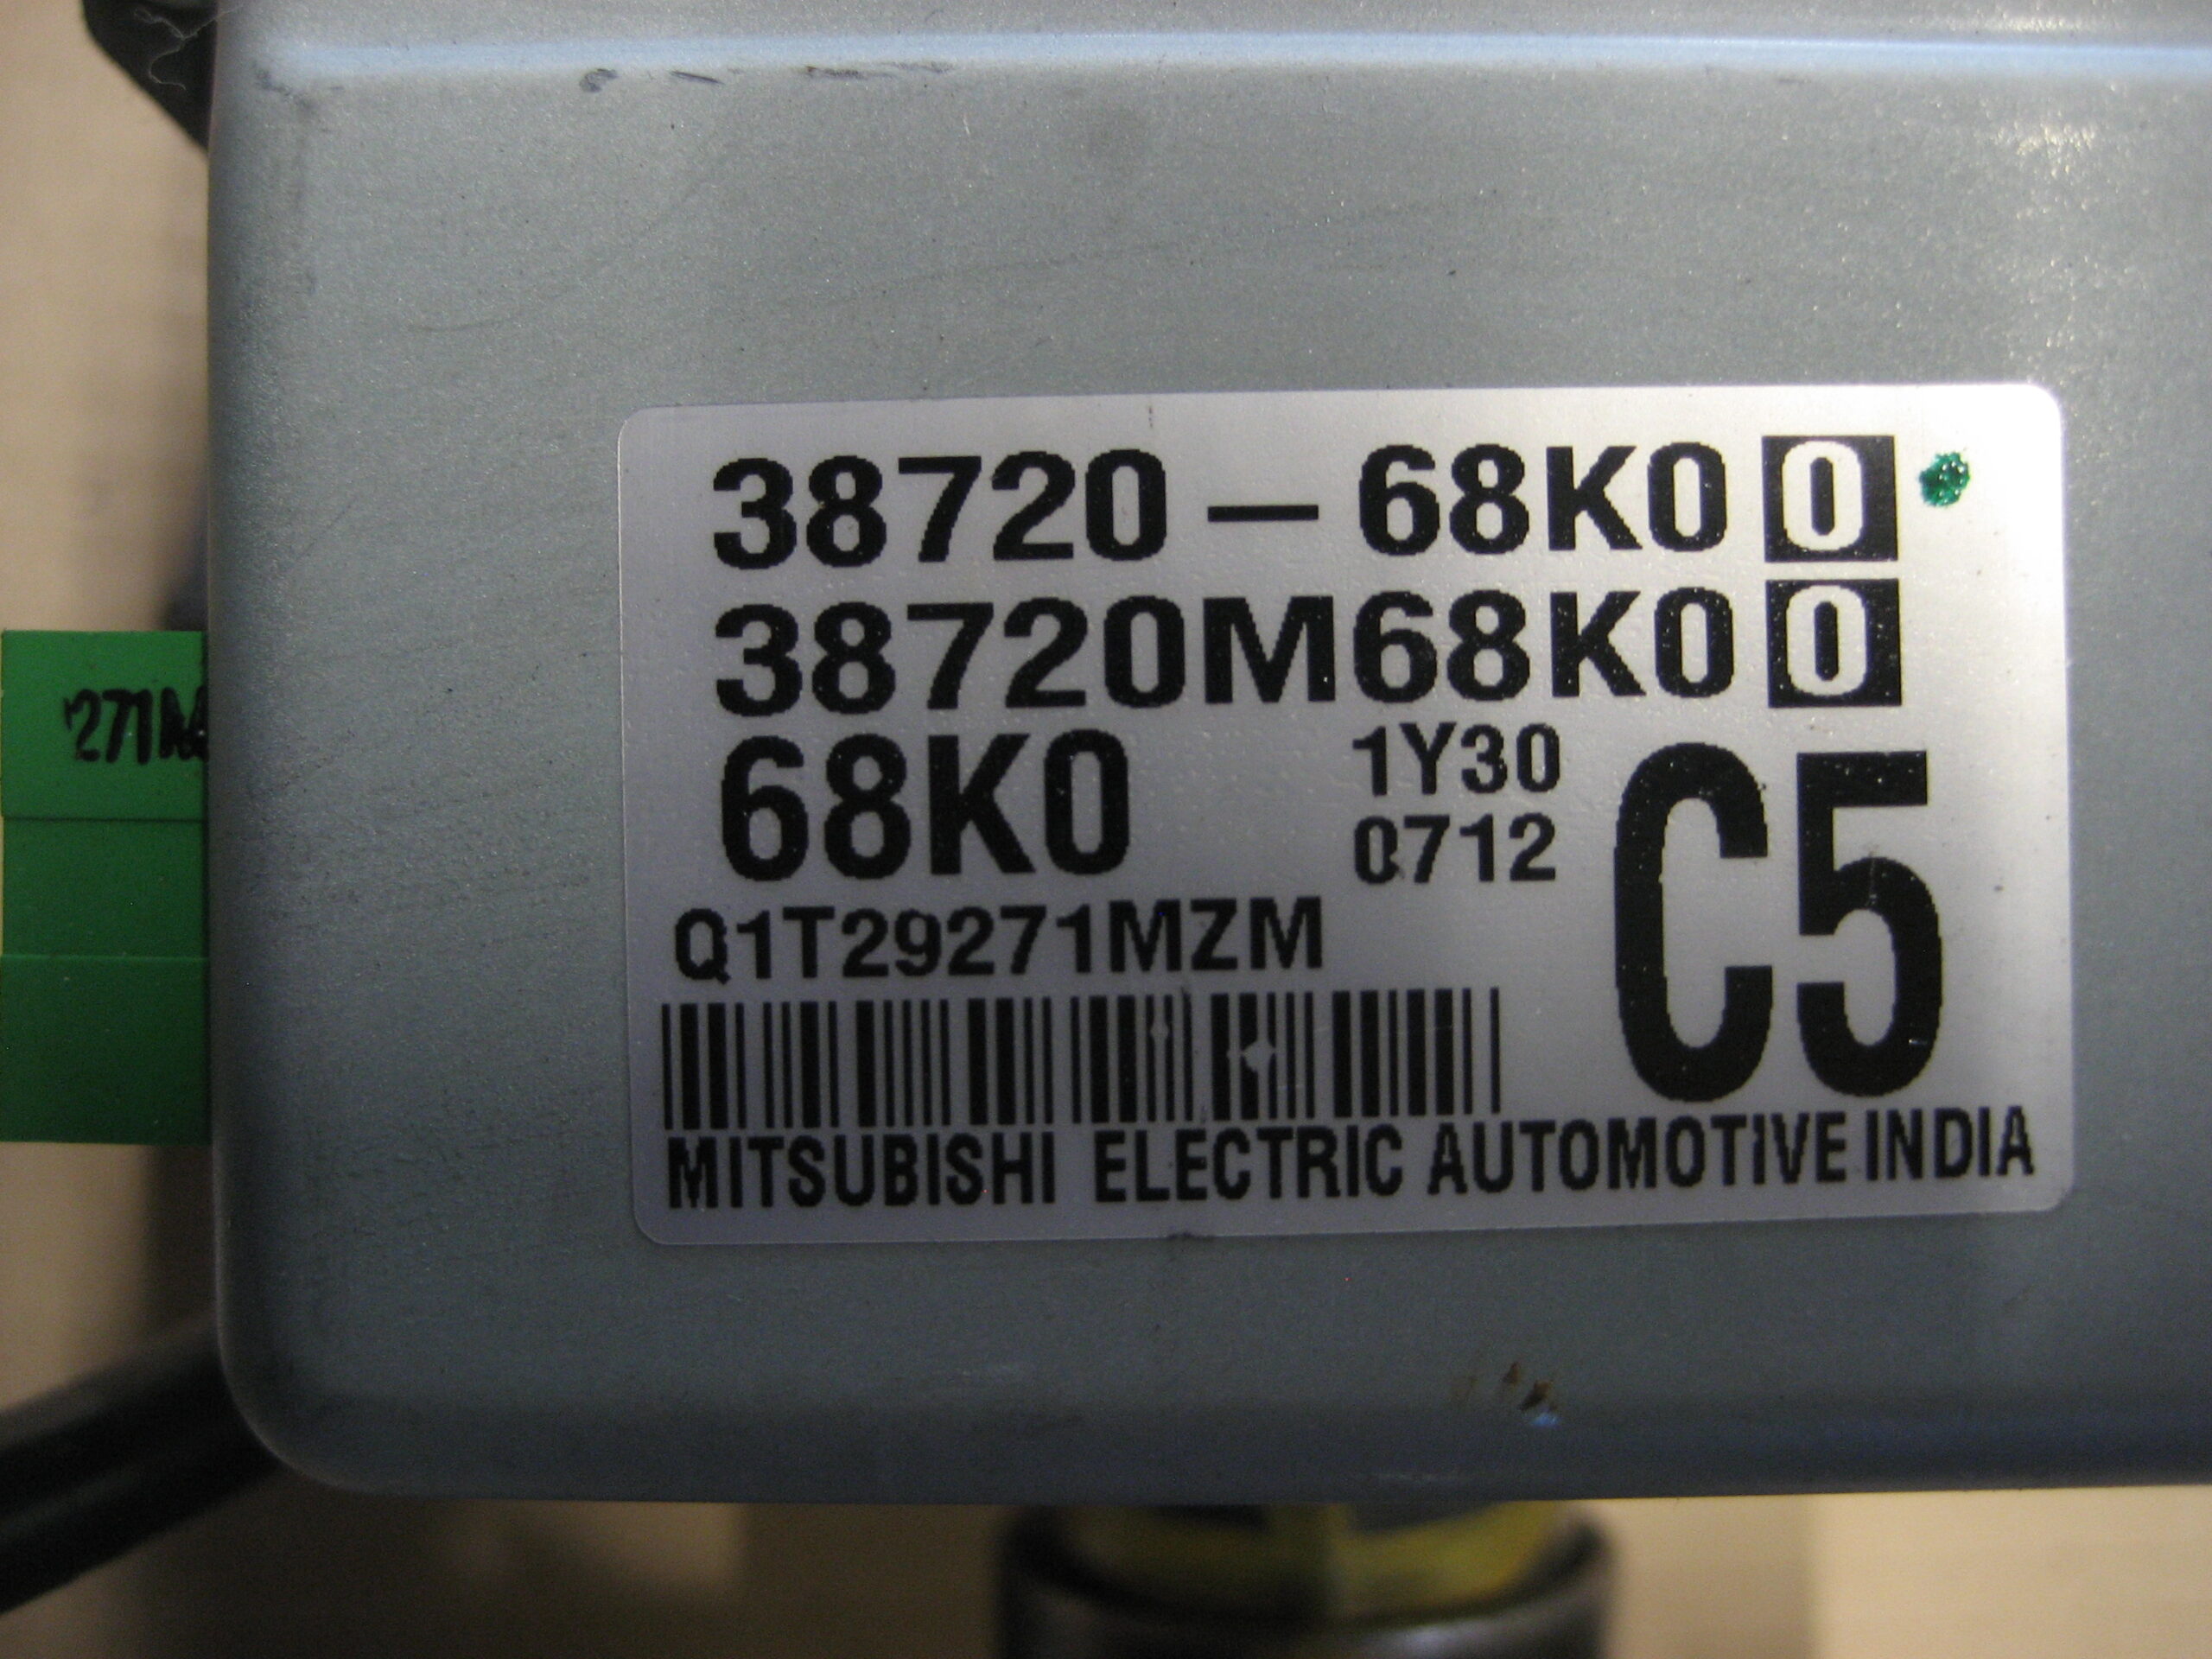 38720-68K00
38720M68K00
68K0
1Y30
0712
C5
Q1T29271MZM
MITSUBISHI ELECTRIC AUTOMOTIVE INDIA